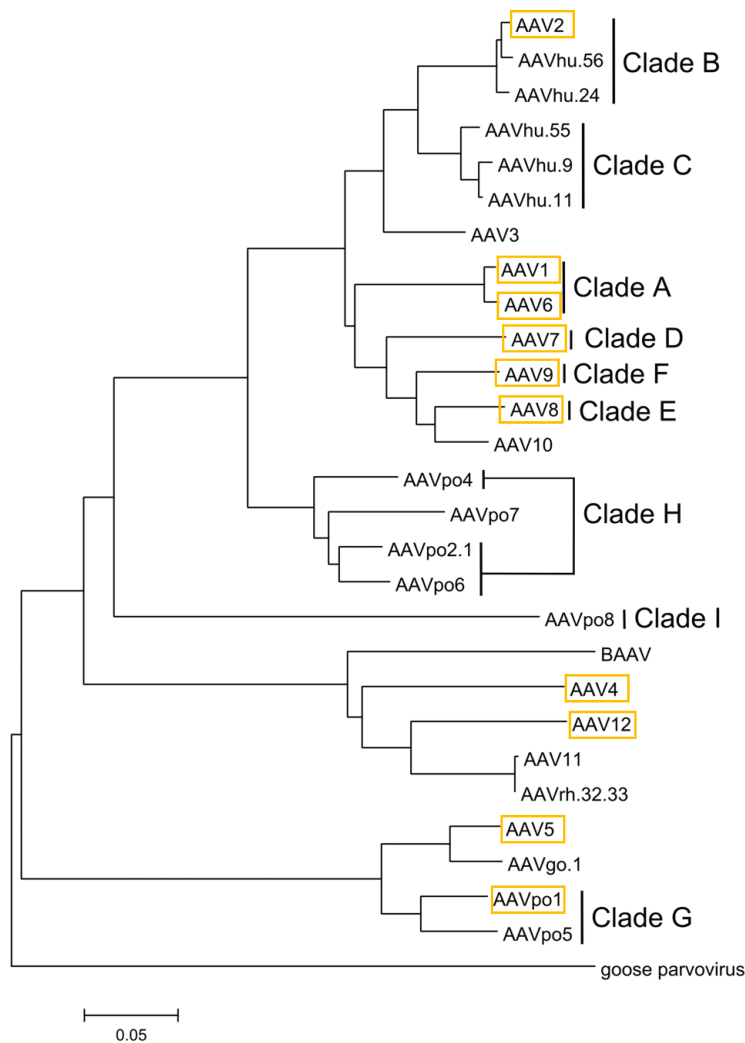 AAV2
AAVhu.56
Clade B
AAVhu.24
AAVhu.55
AAVhu.9
Clade C
AAVhu.11
AAV3
AAV1
Clade A
AAV6
AAV7
Clade D
AAV9
Clade F
AAV8
Clade E
AAV10
AAVpo4
AAVpo7
Clade H
AAVpo2.1
AAVpo6
AAVpo8
Clade I
BAAV
AAV4
AAV12
AAV11
AAVrh.32.33
AAV5
AAVgo.1
AAVpo1
Clade G
AAVpo5
goose parvovirus
0.05